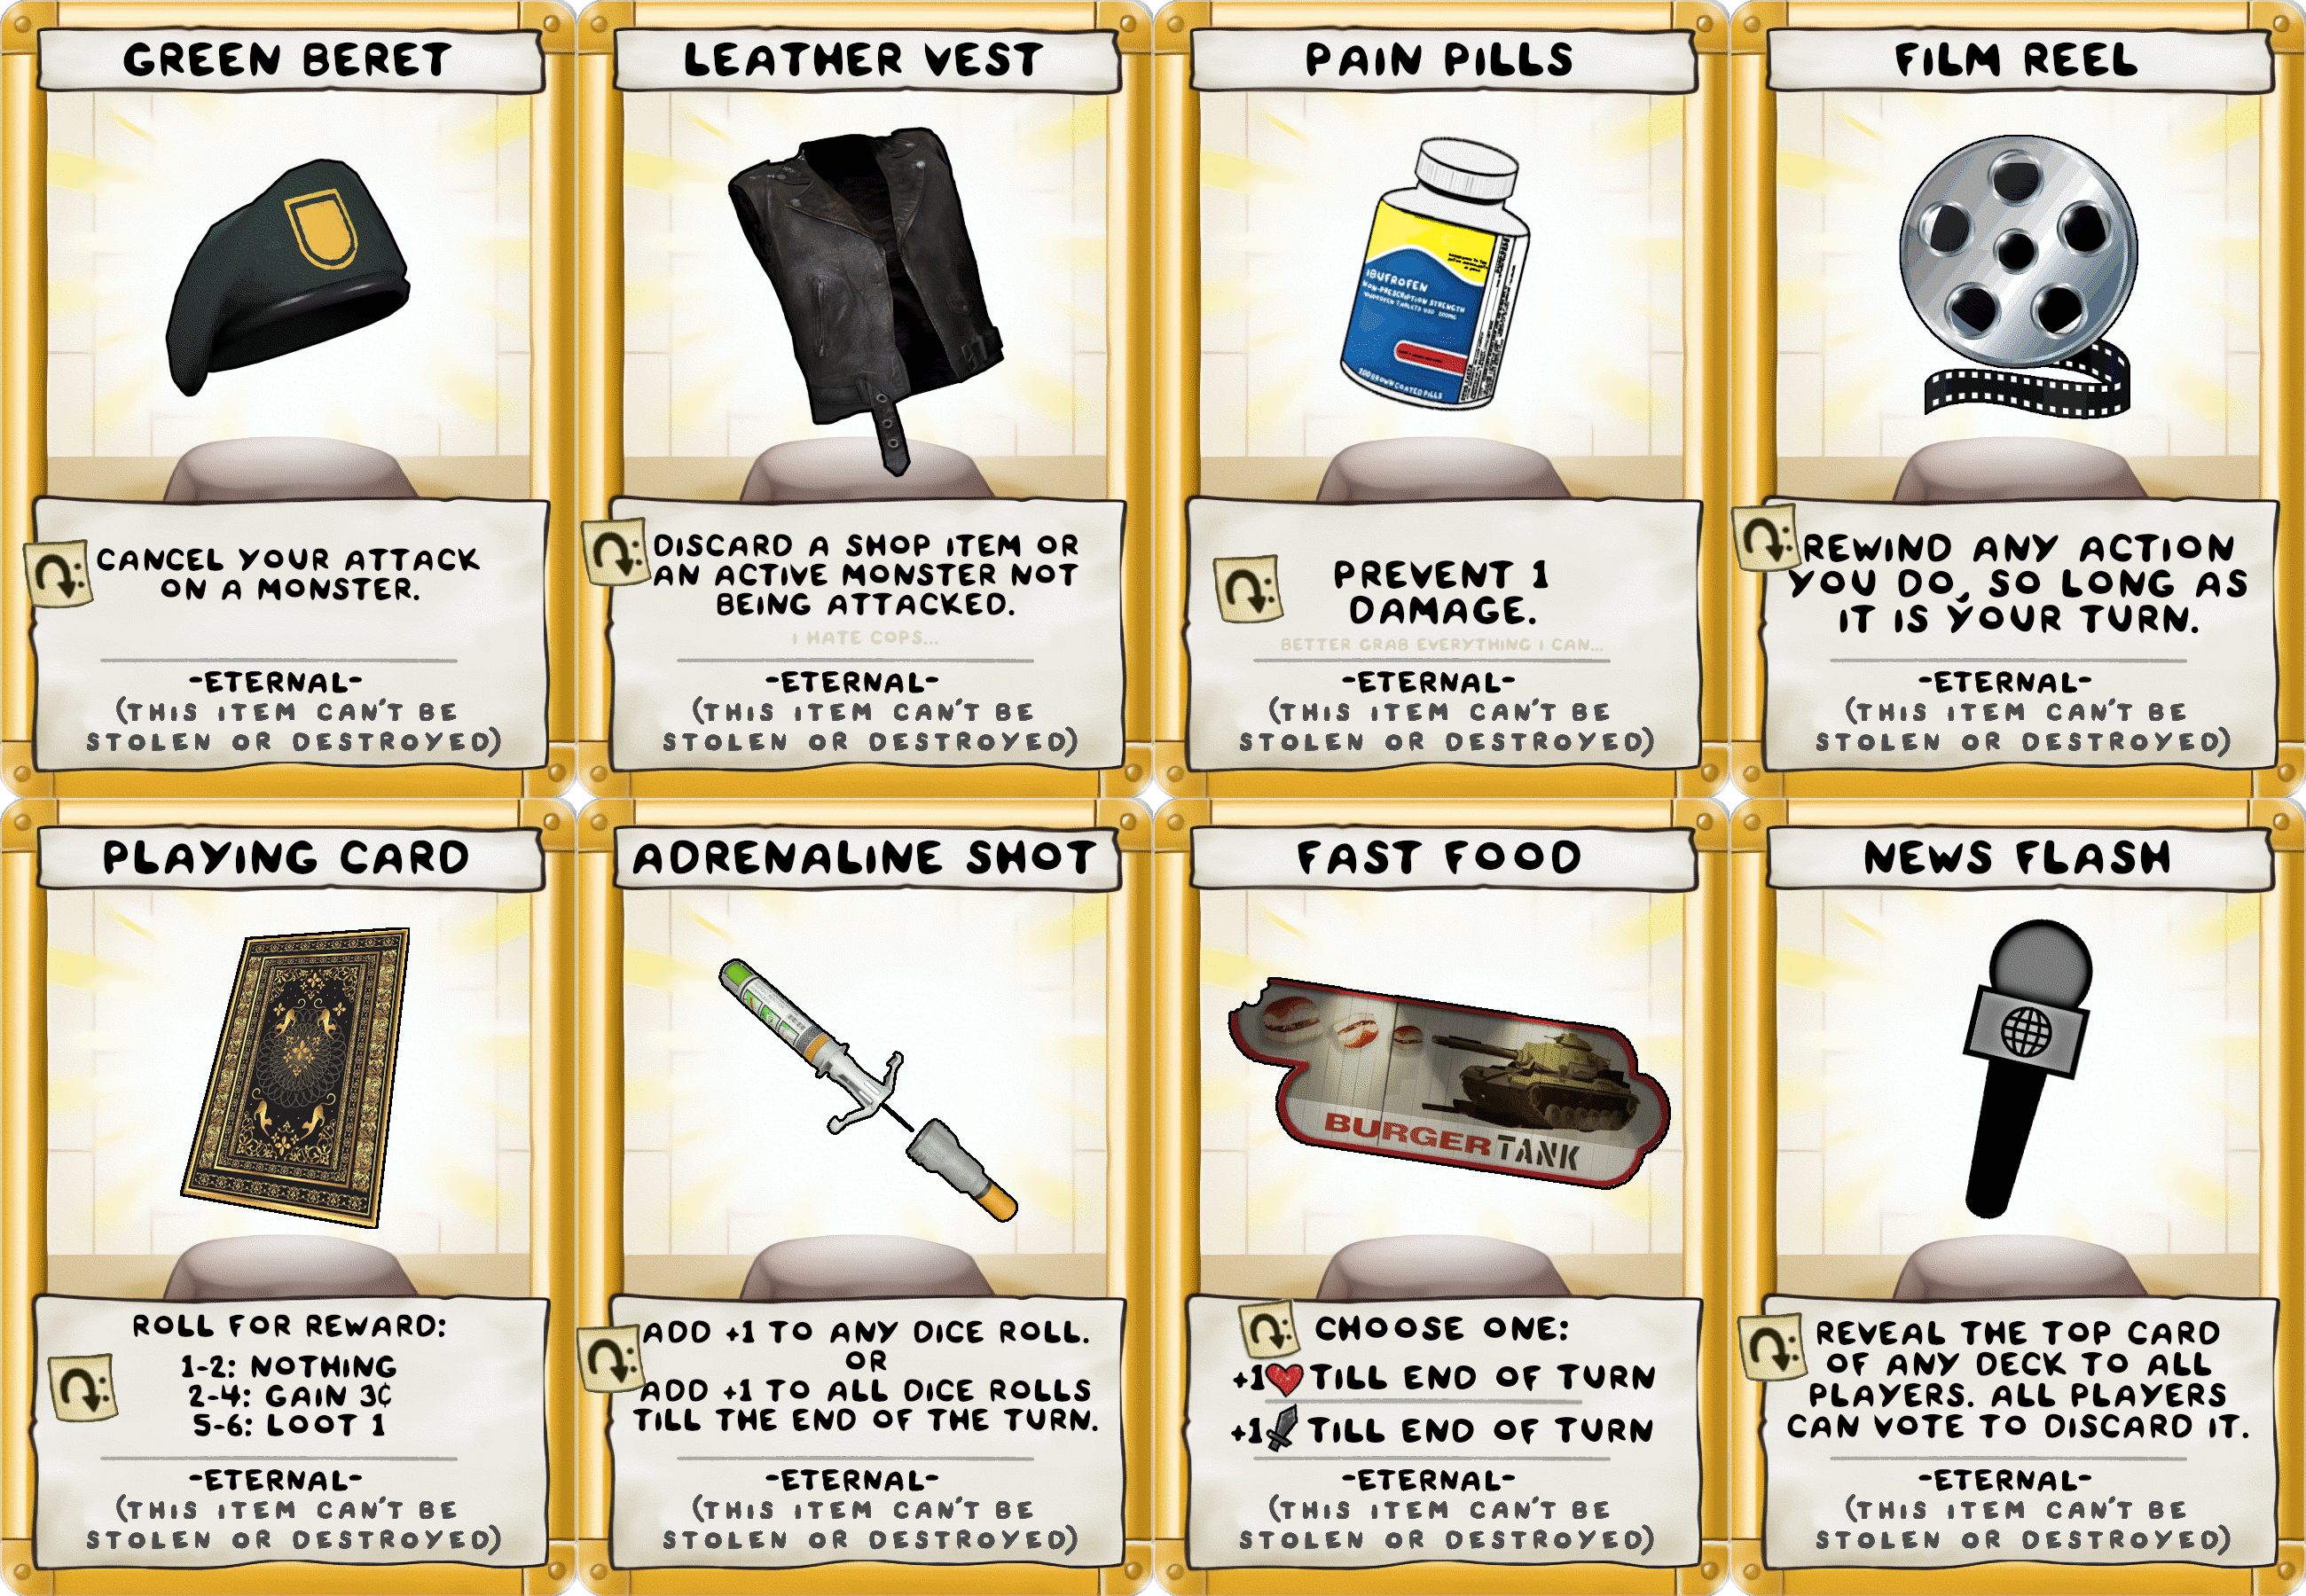 GREEN BERET
CANCEL YOUR ATTACK
ON A MONSTER.
-ETERNAL-
(THIS ITEM CAN'T BE
STOLEN OR DESTROYED)
LEATHER VEST
DISCARD A SHOP ITEM OR
AN ACTIVE MONSTER NOT
BEING ATTACKED.
I HATE COPS...
-ETERNAL-
(THIS ITEM CAN'T BE
STOLEN OR DESTROYED)
PAIN PILLS
IBUFROFEN
NON-PRESCRIPTION STRENGTH
PREVENT 1
DAMAGE.
BETTER GRAB EVERYTHING I CAN...
-ETERNAL-
(THIS ITEM CAN'T BE
STOLEN OR DESTROYED)
FILM REEL
REWIND ANY ACTION
YOU DO, SO LONG AS
IT IS YOUR TURN.
-ETERNAL-
(THIS ITEM CAN'T BE
STOLEN OR DESTROYED)
PLAYING CARD
ROLL FOR REWARD:
1-2: NOTHING
2-4: GAIN 3¢
5-6: LOOT 1
-ETERNAL-
(THIS ITEM CAN'T BE
STOLEN OR DESTROYED)
ADRENALINE SHOT
ADD +1 TO ANY DICE ROLL.
OR
ADD +1 TO ALL DICE ROLLS
TILL THE END OF THE TURN.
-ETERNAL-
(THIS ITEM CAN'T BE
STOLEN OR DESTROYED)
FAST FOOD
BURGERTANK
CHOOSE ONE:
+1 TILL END OF TURN
+1 TILL END OF TURN
-ETERNAL-
(THIS ITEM CAN'T BE
STOLEN OR DESTROYED)
NEWS FLASH
REVEAL THE TOP CARD
OF ANY DECK TO ALL
PLAYERS. ALL PLAYERS
CAN VOTE TO DISCARD IT.
-ETERNAL-
(THIS ITEM CAN'T BE
STOLEN OR DESTROYED)